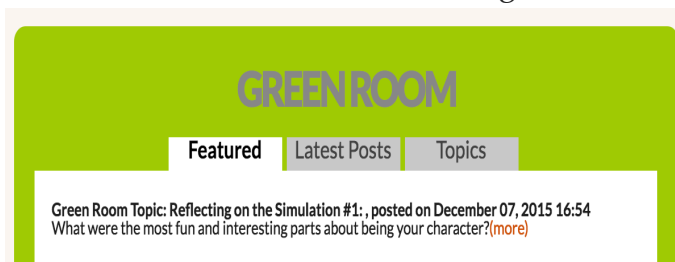 GREEN ROOM
Featured Latest Posts Topics
Green Room Topic: Reflecting on the Simulation #1: , posted on December 07, 2015 16:54
What were the most fun and interesting parts about being your character?(more)